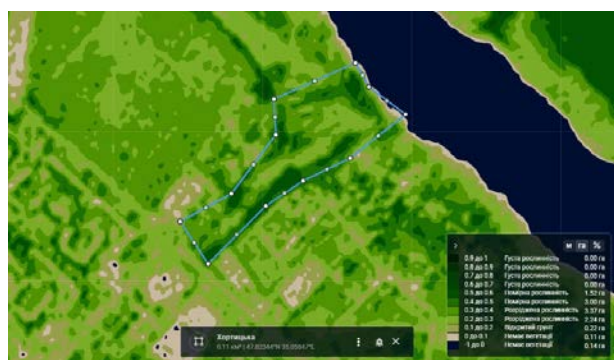 м га %
0.9 до 1 Густа рослинність 0.00 га
0.8 до 0.9 Густа рослинність 0.00 га
0.7 до 0.8 Густа рослинність 0.00 га
0.6 до 0.7 Густа рослинність 0.00 га
0.5 до 0.6 Помірна рослинність 1.52 га
0.4 до 0.5 Помірна рослинність 3.00 га
0.3 до 0.4 Розріджена рослинність 3.37 га
0.2 до 0.3 Розріджена рослинність 2.24 га
0.1 до 0.2 Відкритий ґрунт 0.22 га
0 до 0.1 Немає вегетації 0.11 га
-1 до 0 Немає вегетації 0.14 га
Хортицька
0.11 км²